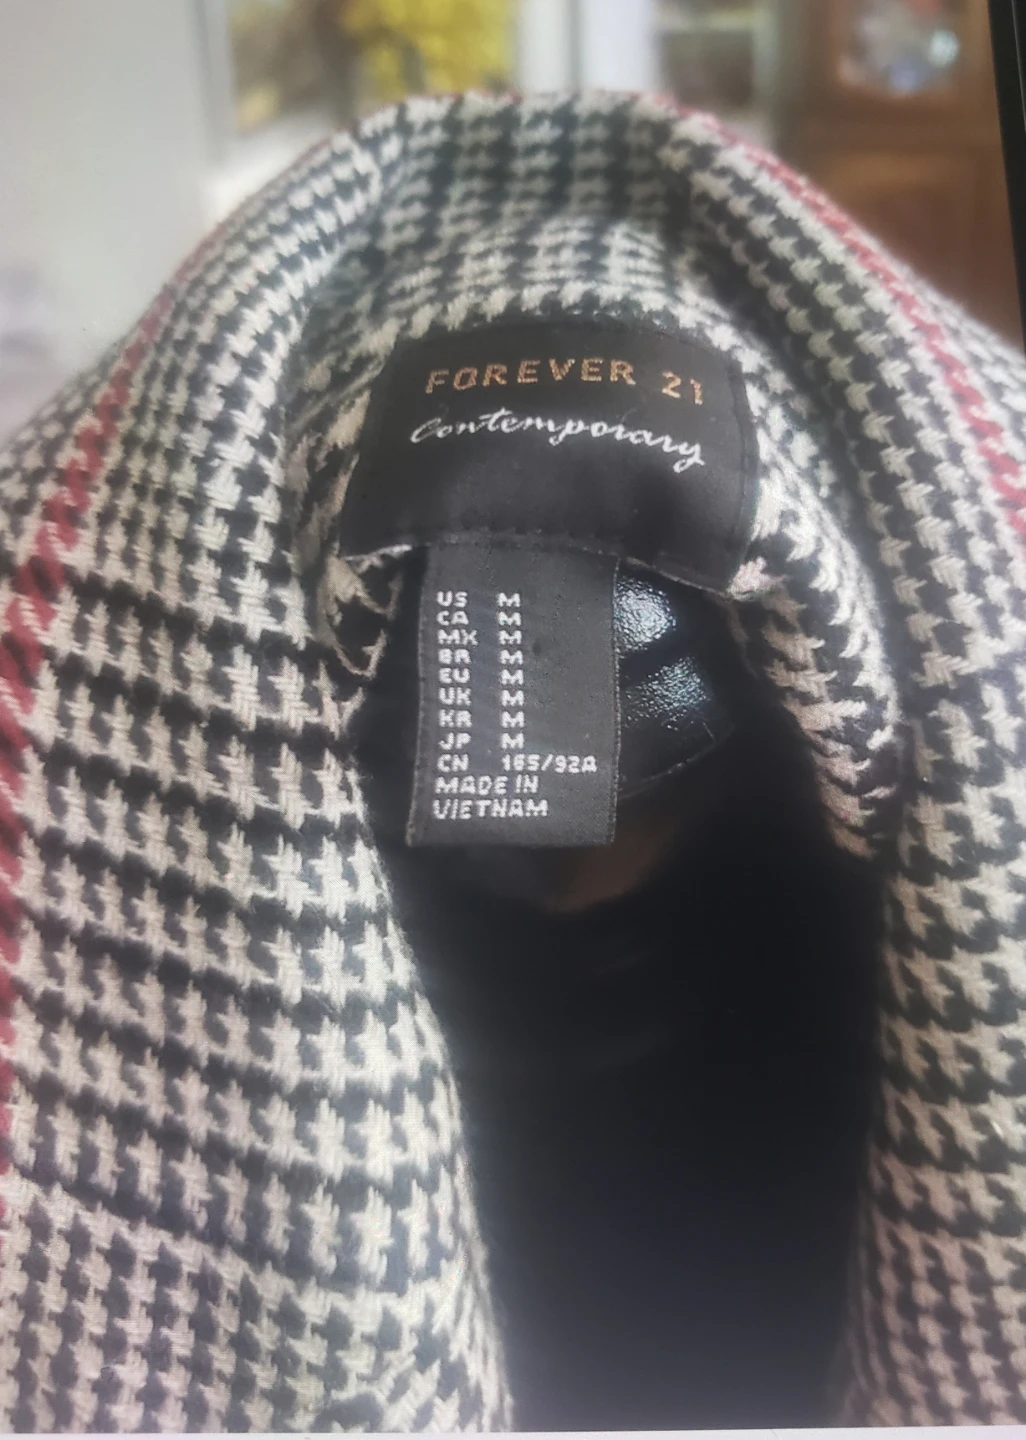 FOREVER 21
Contemporary
US M
CA M
MX M
BR M
EU M
UK M
KR M
JP M
CN 165/92A
MADE IN
VIETNAM